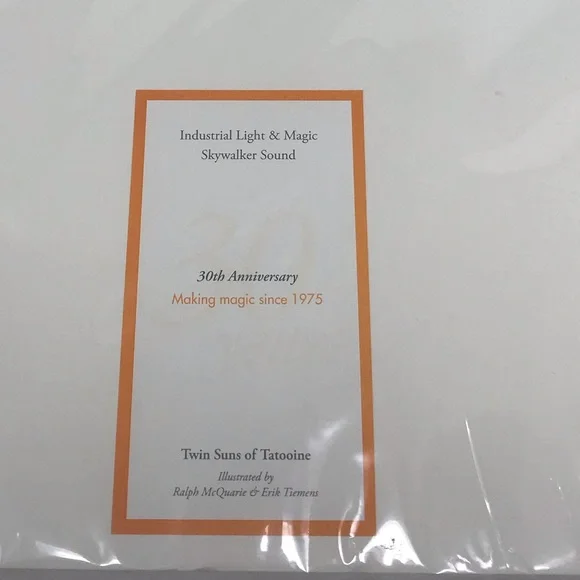 Industrial Light & Magic
Skywalker Sound
30th Anniversary
Making magic since 1975
Twin Suns of Tatooine
Illustrated by
Ralph McQuarie & Erik Tiement